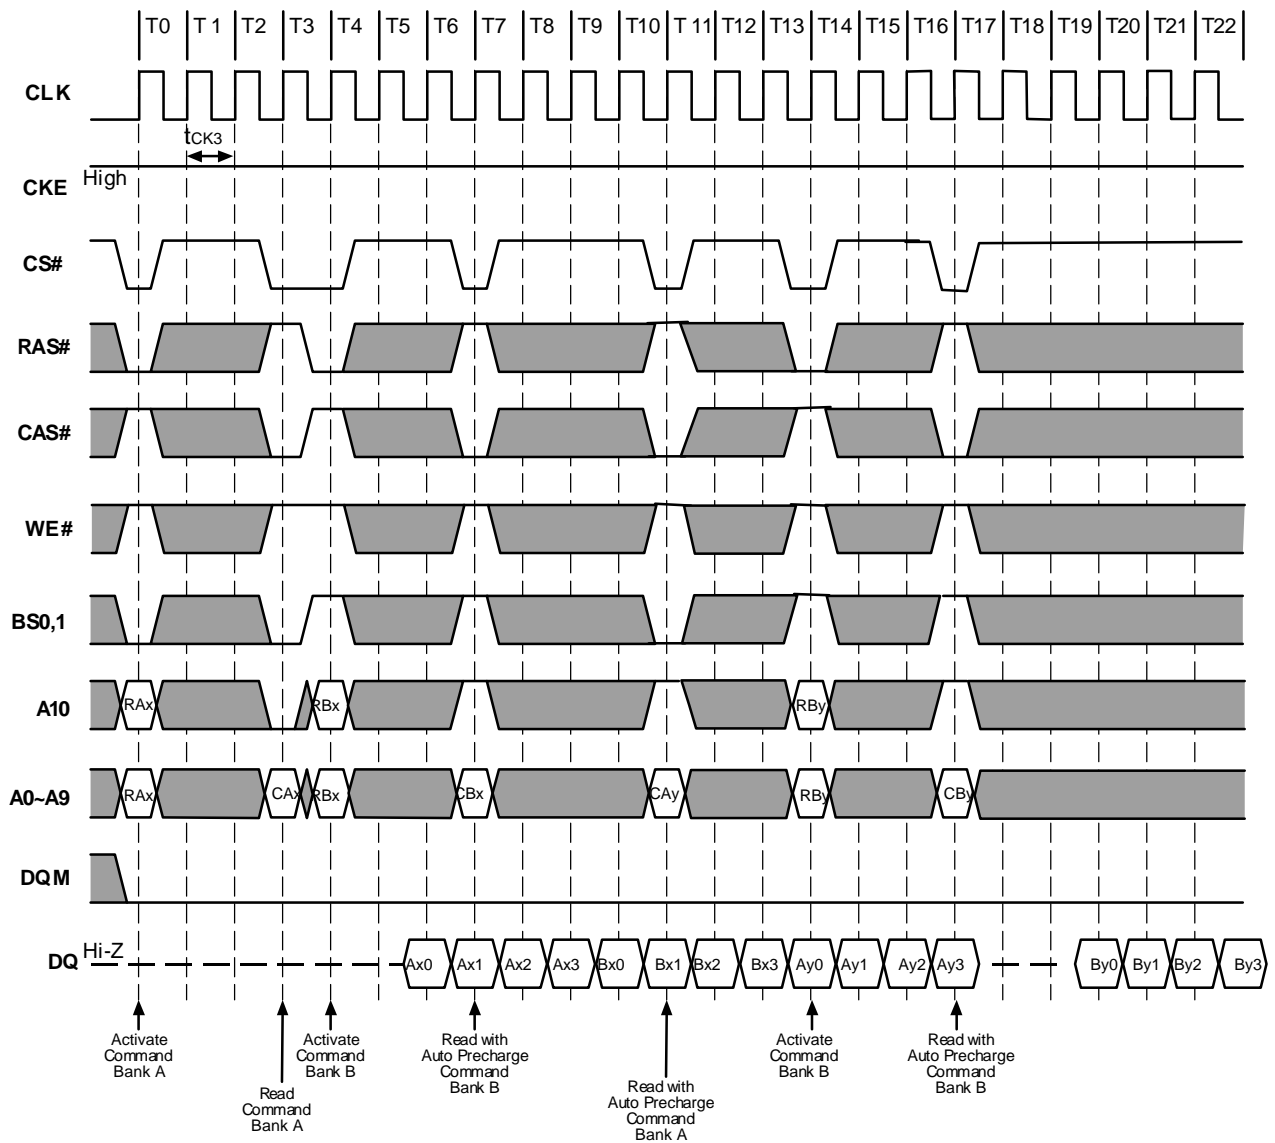 T0 T 1 T2 T3 T4 T5 T6 T7 T8 T9 T10 T 11 T12 T13 T14 T15 T16 T17 T18 T19 T20 T21 T22
CLK
tCK3
CKE High
CS#
RAS#
CAS#
WE#
BS0,1
A10 RAx RBx RBy
A0~A9 RAx CAx RBx CBx CAy RBy CBy
DQM
DQ Hi-Z Ax0 Ax1 Ax2 Ax3 Bx0 Bx1 Bx2 Bx3 Ay0 Ay1 Ay2 Ay3 By0 By1 By2 By3
Activate
Command
Bank A
Read
Command
Bank A
Activate
Command
Bank B
Read with
Auto Precharge
Command
Bank B
Read with
Auto Precharge
Command
Bank A
Activate
Command
Bank B
Read with
Auto Precharge
Command
Bank B